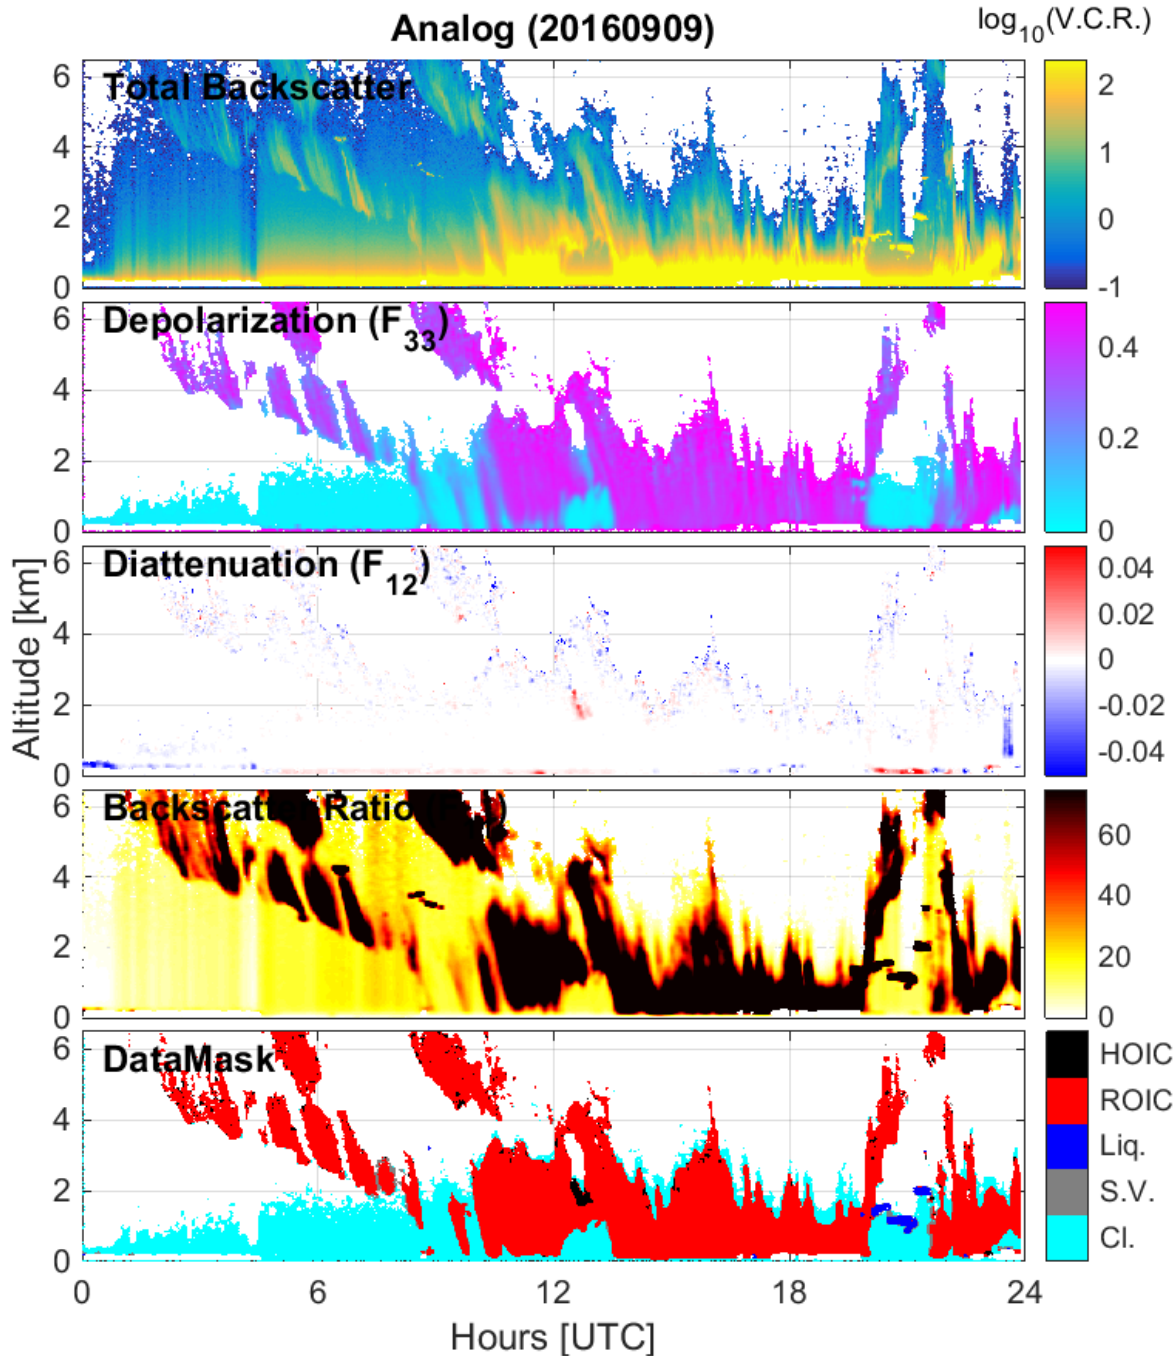 Analog (20160909)
log10(V.C.R.)
Total Backscatter
6
4
2
0
2
1
0
-1
Depolarization (F33)
6
4
2
0
0.4
0.2
0
Diattenuation (F12)
6
4
2
0
0.04
0.02
0
-0.02
-0.04
Altitude [km]
Backscatter Ratio
6
4
2
0
60
40
20
0
DataMask
6
4
2
0
HOIC
ROIC
Liq.
S.V.
Cl.
0 6 12 18 24
Hours [UTC]